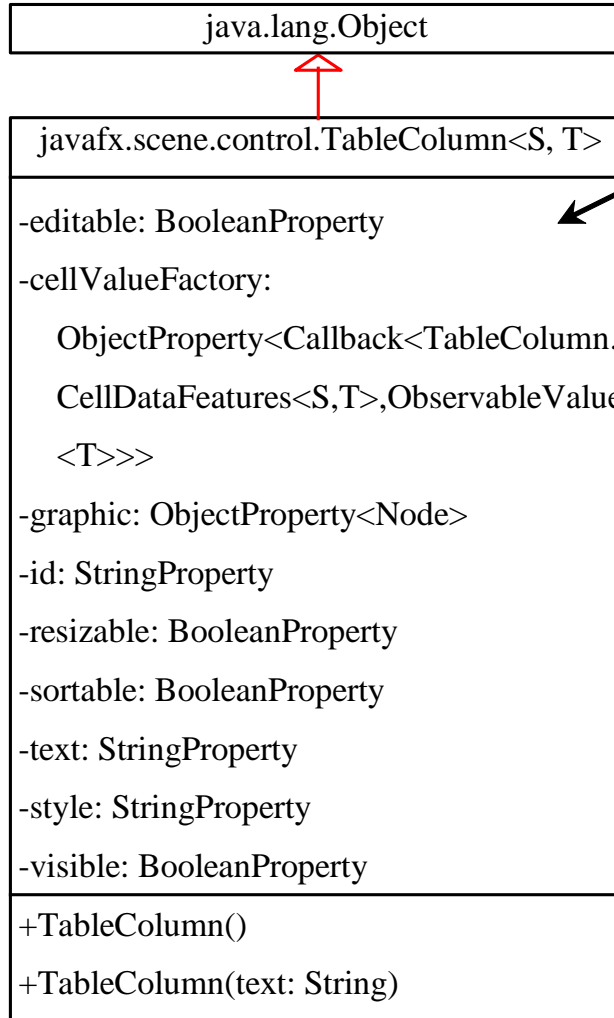 java.lang.Object
javafx.scene.control.TableColumn<S, T>
-editable: BooleanProperty
-cellValueFactory:
ObjectProperty<Callback<TableColumn.
CellDataFeatures<S,T>,ObservableValue
<T>>>
-graphic: ObjectProperty<Node>
-id: StringProperty
-resizable: BooleanProperty
-sortable: BooleanProperty
-text: StringProperty
-style: StringProperty
-visible: BooleanProperty
+TableColumn()
+TableColumn(text: String)